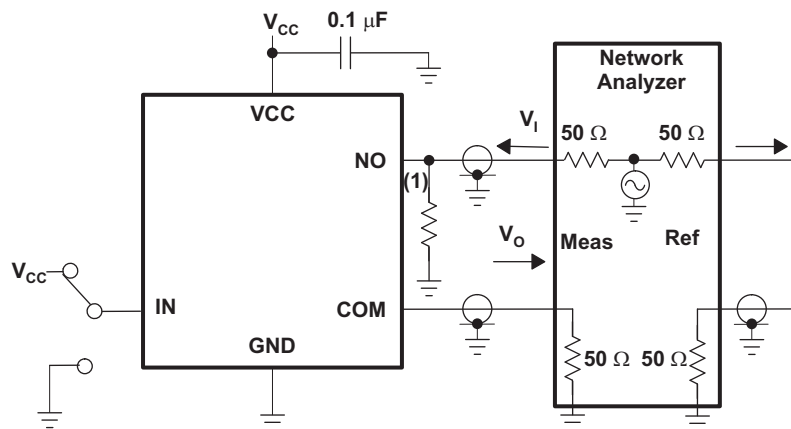 VCC
0.1 μF
VCC
Network
Analyzer
NO
(1)
VI
50 Ω
50 Ω
VO
Meas
Ref
VCC
IN
COM
GND
50 Ω
50 Ω